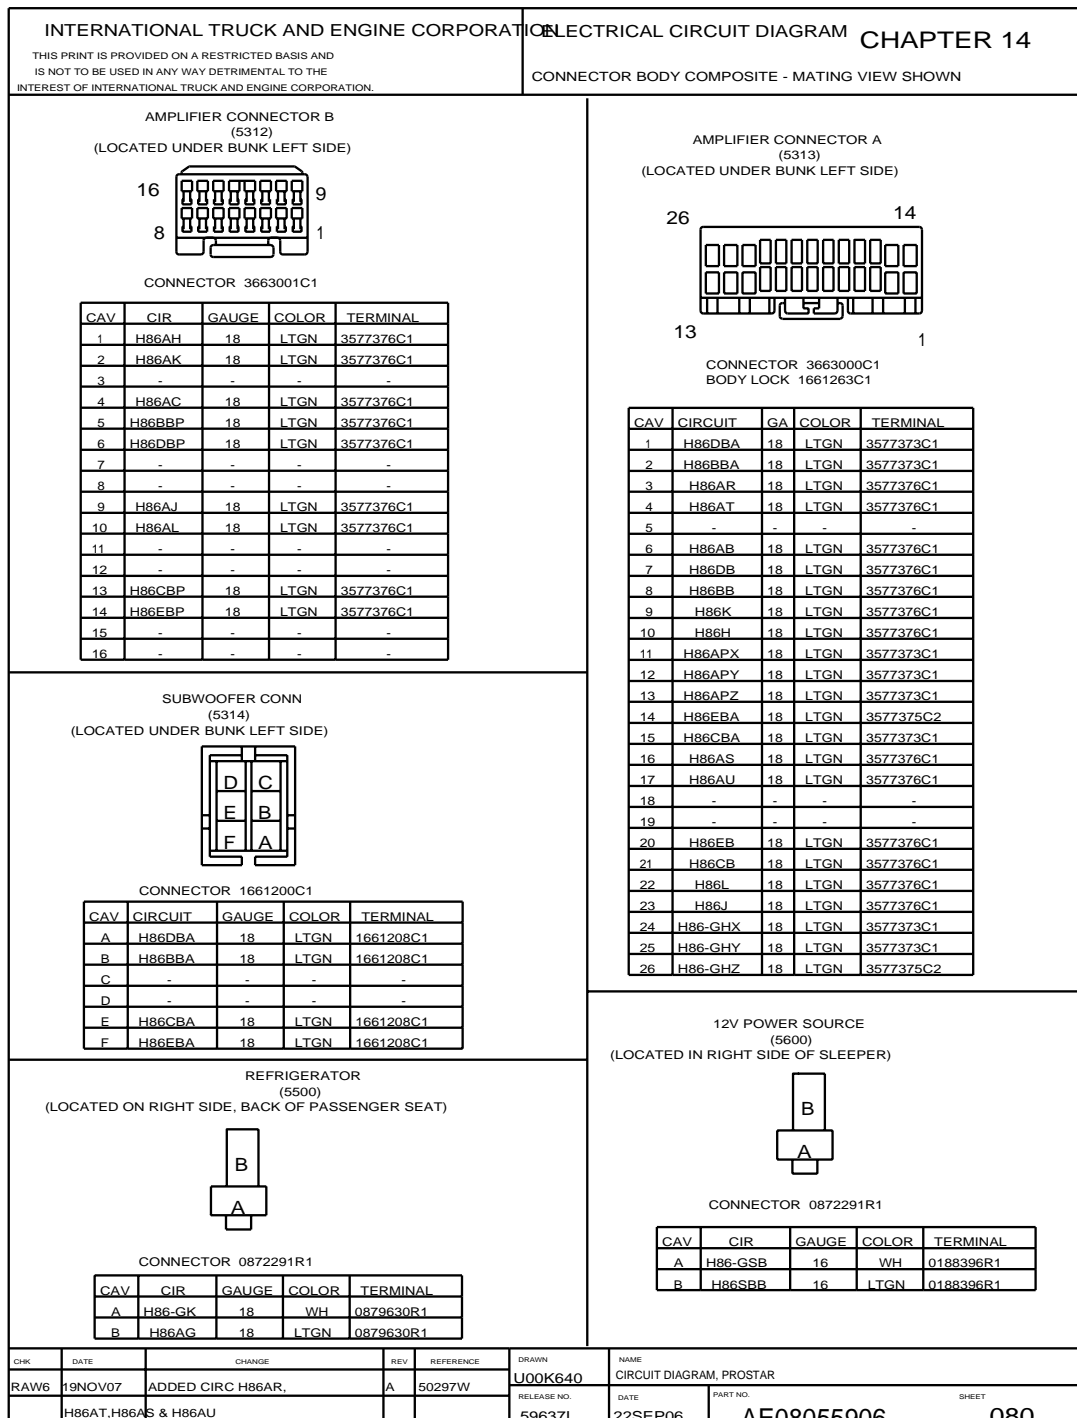 INTERNATIONAL TRUCK AND ENGINE CORPORATION
THIS PRINT IS PROVIDED ON A RESTRICTED BASIS AND
IS NOT TO BE USED IN ANY WAY DETRIMENTAL TO THE
INTEREST OF INTERNATIONAL TRUCK AND ENGINE CORPORATION.
ELECTRICAL CIRCUIT DIAGRAM CHAPTER 14
CONNECTOR BODY COMPOSITE - MATING VIEW SHOWN
AMPLIFIER CONNECTOR B
(5312)
(LOCATED UNDER BUNK LEFT SIDE)
16 9
8 1
CONNECTOR 3663001C1
CAV CIR GAUGE COLOR TERMINAL
1 H86AH 18 LTGN 3577376C1
2 H86AK 18 LTGN 3577376C1
3 - - - -
4 H86AC 18 LTGN 3577376C1
5 H86BBP 18 LTGN 3577376C1
6 H86DBP 18 LTGN 3577376C1
7 - - - -
8 - - - -
9 H86AJ 18 LTGN 3577376C1
10 H86AL 18 LTGN 3577376C1
11 - - - -
12 - - - -
13 H86CBP 18 LTGN 3577376C1
14 H86EBP 18 LTGN 3577376C1
15 - - - -
16 - - - -
SUBWOOFER CONN
(5314)
(LOCATED UNDER BUNK LEFT SIDE)
D C
E B
F A
CONNECTOR 1661200C1
CAV CIRCUIT GAUGE COLOR TERMINAL
A H86DBA 18 LTGN 1661208C1
B H86BBA 18 LTGN 1661208C1
C - - - -
D - - - -
E H86CBA 18 LTGN 1661208C1
F H86EBA 18 LTGN 1661208C1
REFRIGERATOR
(5500)
(LOCATED ON RIGHT SIDE, BACK OF PASSENGER SEAT)
B
A
CONNECTOR 0872291R1
CAV CIR GAUGE COLOR TERMINAL
A H86-GK 18 WH 0879630R1
B H86AG 18 LTGN 0879630R1
AMPLIFIER CONNECTOR A
(5313)
(LOCATED UNDER BUNK LEFT SIDE)
26 14
13 1
CONNECTOR 3663000C1
BODY LOCK 1661263C1
CAV CIRCUIT GA COLOR TERMINAL
1 H86DBA 18 LTGN 3577373C1
2 H86BBA 18 LTGN 3577373C1
3 H86AR 18 LTGN 3577376C1
4 H86AT 18 LTGN 3577376C1
5 - - - -
6 H86AB 18 LTGN 3577376C1
7 H86DB 18 LTGN 3577376C1
8 H86BB 18 LTGN 3577376C1
9 H86K 18 LTGN 3577376C1
10 H86H 18 LTGN 3577376C1
11 H86APX 18 LTGN 3577373C1
12 H86APY 18 LTGN 3577373C1
13 H86APZ 18 LTGN 3577373C1
14 H86EBA 18 LTGN 3577375C2
15 H86CBA 18 LTGN 3577373C1
16 H86AS 18 LTGN 3577376C1
17 H86AU 18 LTGN 3577376C1
18 - - - -
19 - - - -
20 H86EB 18 LTGN 3577376C1
21 H86CB 18 LTGN 3577376C1
22 H86L 18 LTGN 3577376C1
23 H86J 18 LTGN 3577376C1
24 H86-GHX 18 LTGN 3577373C1
25 H86-GHY 18 LTGN 3577373C1
26 H86-GHZ 18 LTGN 3577375C2
12V POWER SOURCE
(5600)
(LOCATED IN RIGHT SIDE OF SLEEPER)
B
A
CONNECTOR 0872291R1
CAV CIR GAUGE COLOR TERMINAL
A H86-GSB 16 WH 0188396R1
B H86SBB 16 LTGN 0188396R1
CHK DATE CHANGE REV REFERENCE
RAW6 19NOV07 ADDED CIRC H86AR, A 50297W
H86AT,H86AS & H86AU
DRAWN
U00K640
NAME
CIRCUIT DIAGRAM, PROSTAR
RELEASE NO.
DATE
22SEP06
PART NO.
AE08055906
SHEET
080